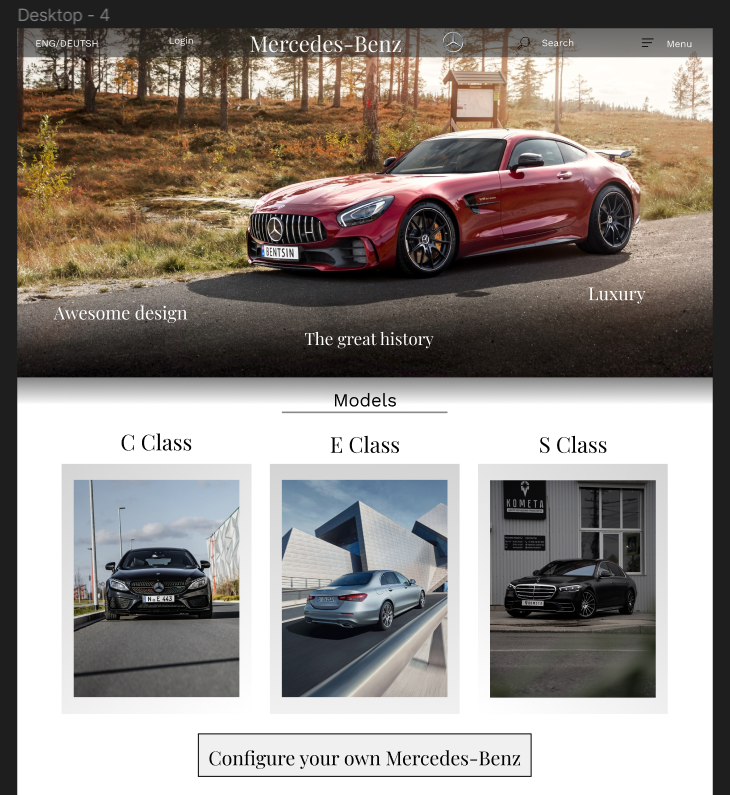 Desktop - 4
ENG/DEUTSH
Login
Mercedes-Benz
Search
Menu
BENTSIN
Awesome design
Luxury
The great history
Models
C Class
E Class
S Class
KOMETA
Configure your own Mercedes-Benz